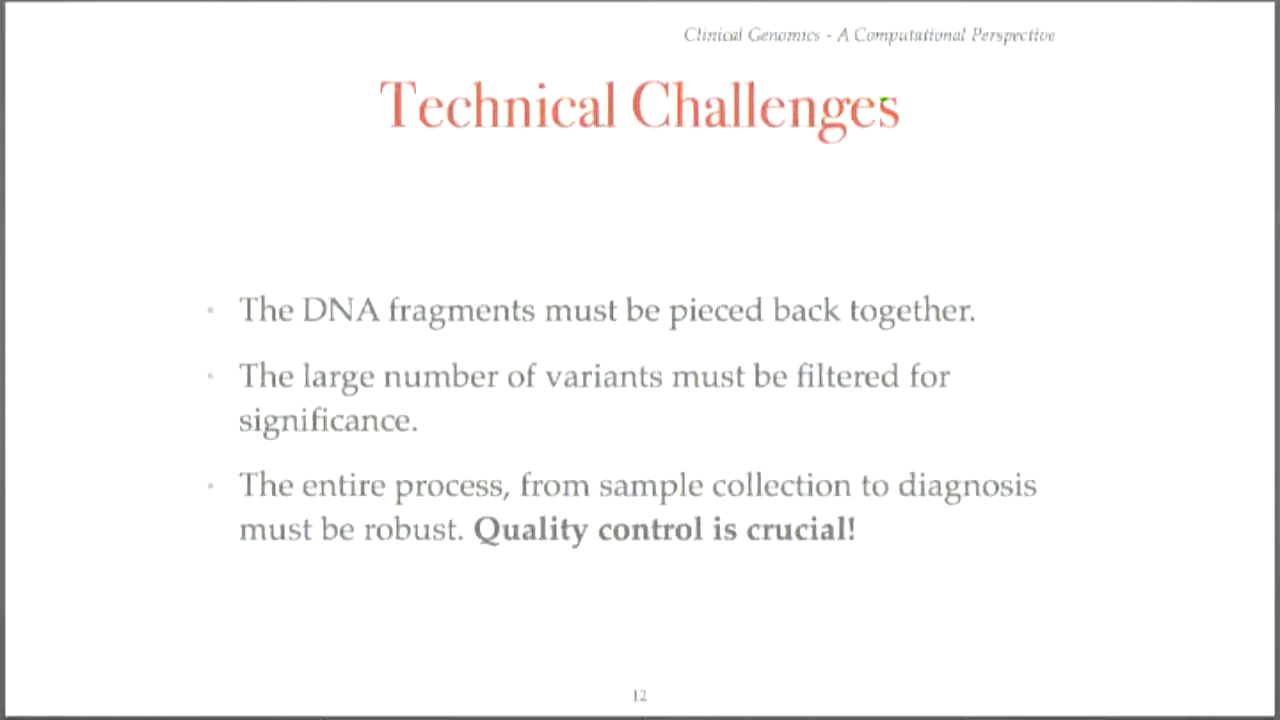 Clinical Genomics - A Computational Perspective
Technical Challenges
The DNA fragments must be pieced back together.
The large number of variants must be filtered for
significance.
The entire process, from sample collection to diagnosis
must be robust. Quality control is crucial!
12